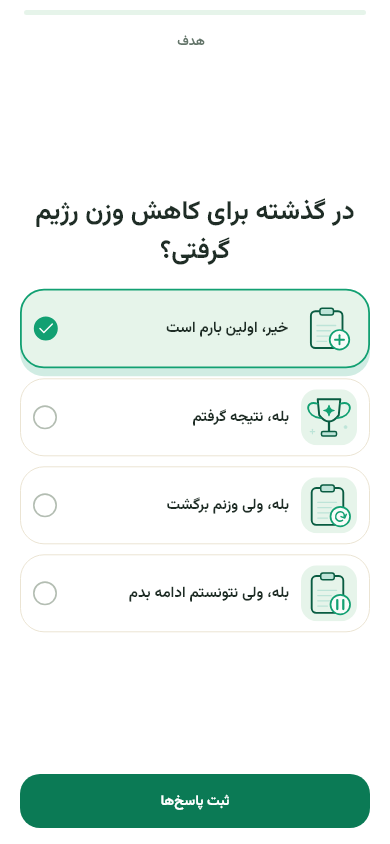 هدف
در گذشته برای کاهش وزن رژیم
گرفتی؟
خیر، اولین بارم است
بله، نتیجه گرفتم
بله، ولی وزنم برگشت
بله، ولی نتونستم ادامه بدم
ثبت پاسخ‌ها